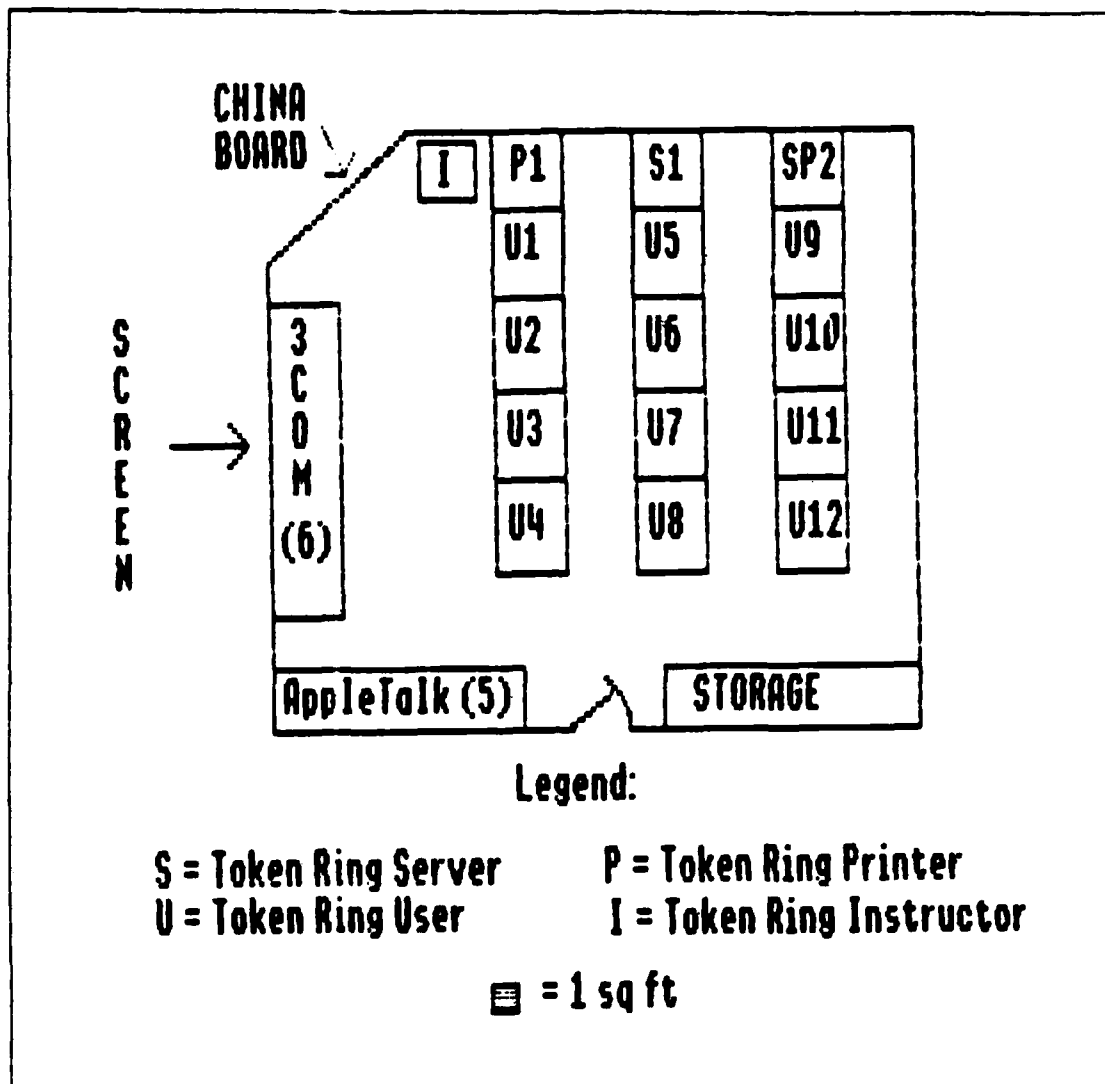 CHINA
BOARD
I
P1
S1
SP2
U1
U5
U9
U2
U6
U10
U3
U7
U11
U4
U8
U12
S
C
R
E
E
N
3
C
O
M
(6)
AppleTalk (5)
STORAGE
Legend:
S = Token Ring Server
P = Token Ring Printer
U = Token Ring User
I = Token Ring Instructor
= 1 sq ft